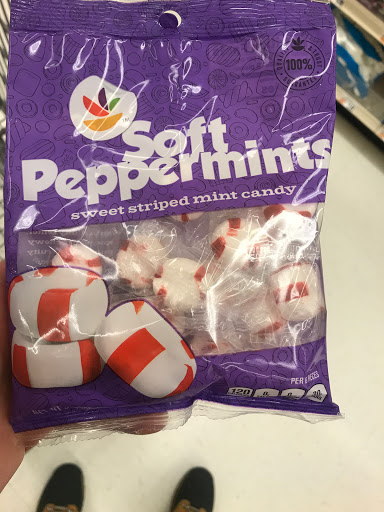 100%
Soft
Peppermints
sweet striped mint candy
PER
120